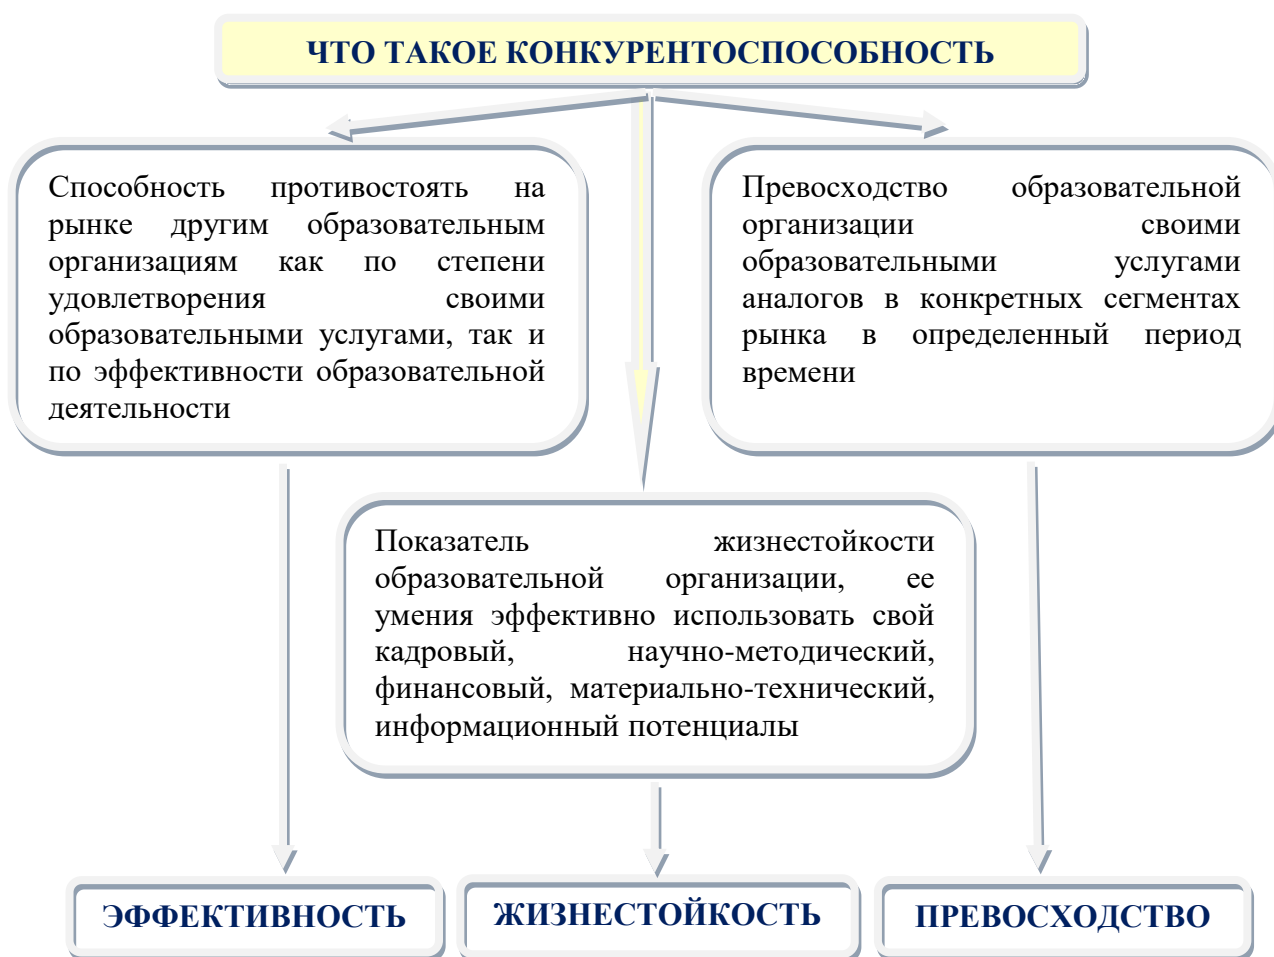 ЧТО ТАКОЕ КОНКУРЕНТОСПОСОБНОСТЬ
Способность противостоять на
рынке другим образовательным
организациям как по степени
удовлетворения своими
образовательными услугами, так и
по эффективности образовательной
деятельности
Превосходство образовательной
организации своими
образовательными услугами
аналогов в конкретных сегментах
рынка в определенный период
времени
Показатель жизнестойкости
образовательной организации, ее
умения эффективно использовать свой
кадровый, научно-методический,
финансовый, материально-технический,
информационный потенциалы
ЭФФЕКТИВНОСТЬ
ЖИЗНЕСТОЙКОСТЬ
ПРЕВОСХОДСТВО